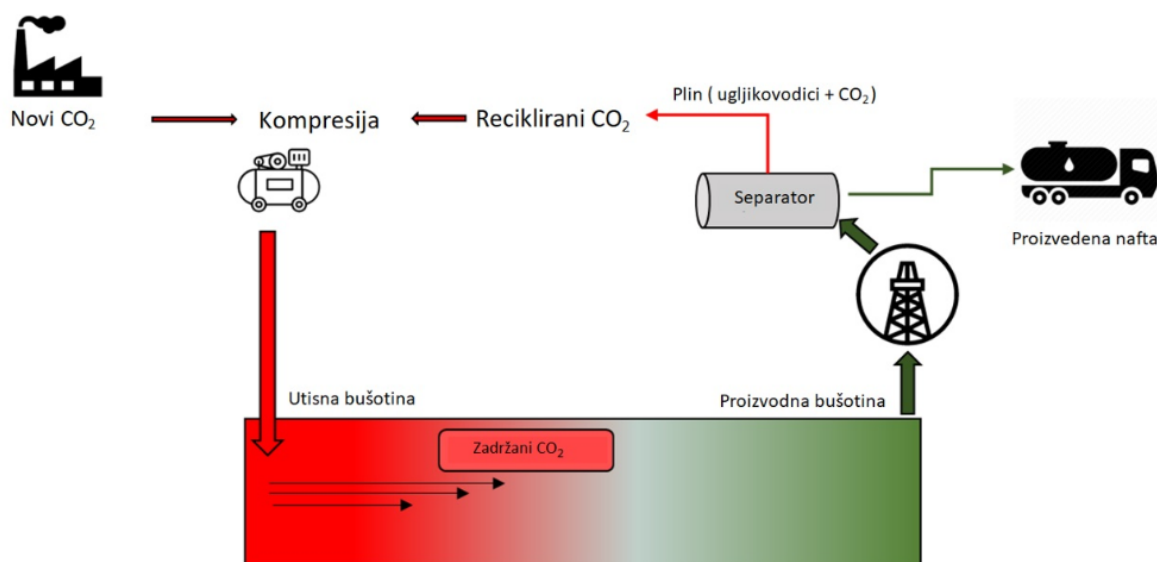 Plin ( ugljikovodici + CO₂)
Novi CO₂
Kompresija
Reciklirani CO₂
Separator
Proizvedena nafta
Utisna bušotina
Proizvodna bušotina
Zadržani CO₂